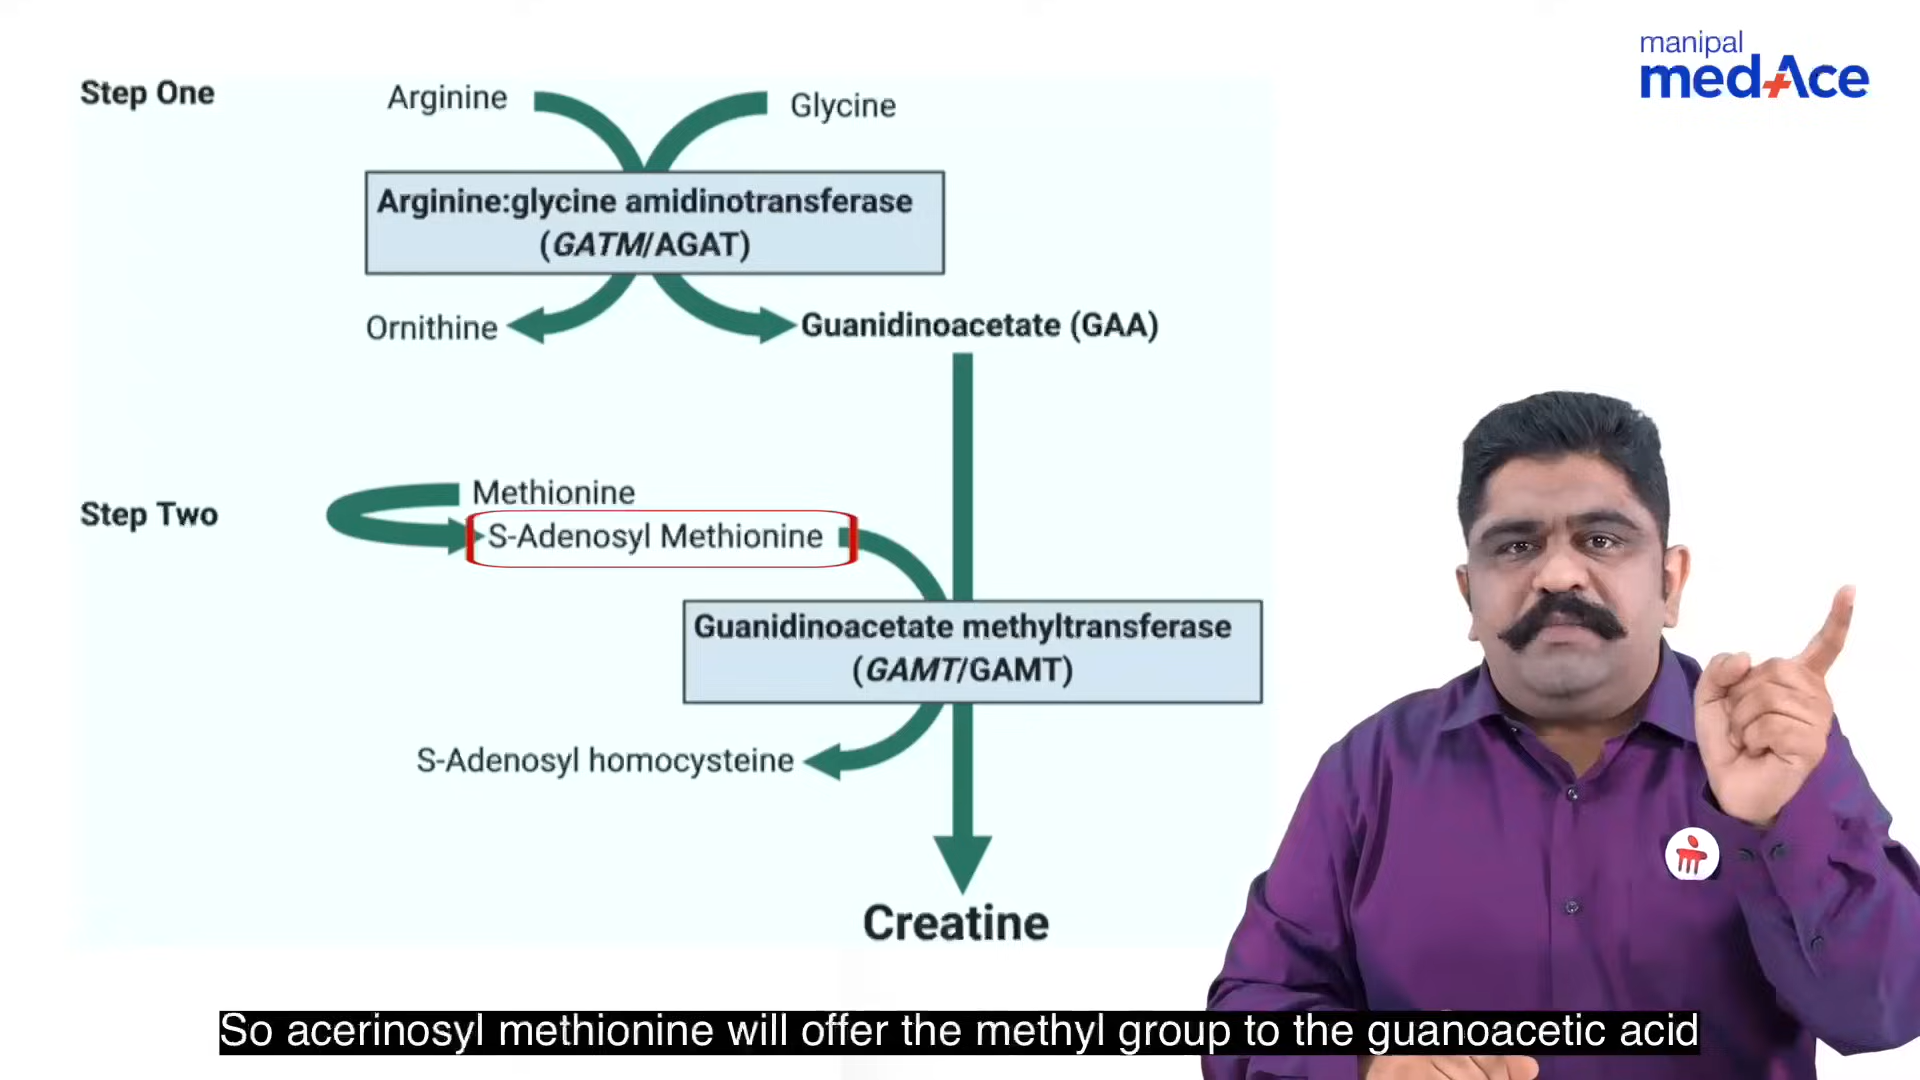 manipal
medAce
Step One
Arginine
Glycine
Arginine:glycine amidinotransferase
(GATM/AGAT)
Ornithine
Guanidinoacetate (GAA)
Step Two
Methionine
S-Adenosyl Methionine
Guanidinoacetate methyltransferase
(GAMT/GAMT)
S-Adenosyl homocysteine
Creatine
So acerinosyl methionine will offer the methyl group to the guanoacetic acid